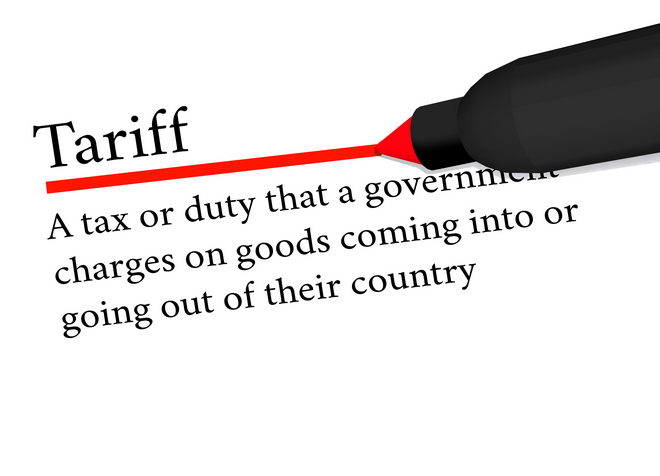 Tariff
A tax or duty that a government
charges on goods coming into or
going out of their country